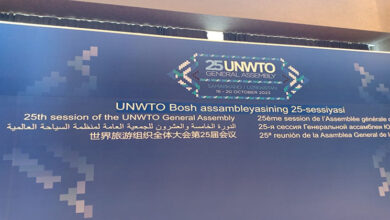 25 UNWTO
GENERAL ASSEMBLY
SAMARKAND / UZBEKISTAN
16 - 20 OCTOBER 2023
UNWTO Bosh assambleyasining 25-sessiyasi
25th session of the UNWTO General Assembly
25ème session de l'Assemblée générale
الدورة الخامسة والعشرون للجمعية العامة لمنظمة السياحة العالمية
25-я сессия Генеральной ассамблеи
世界旅游组织全体大会第25届会议
25ª reunión de la Asamblea General de